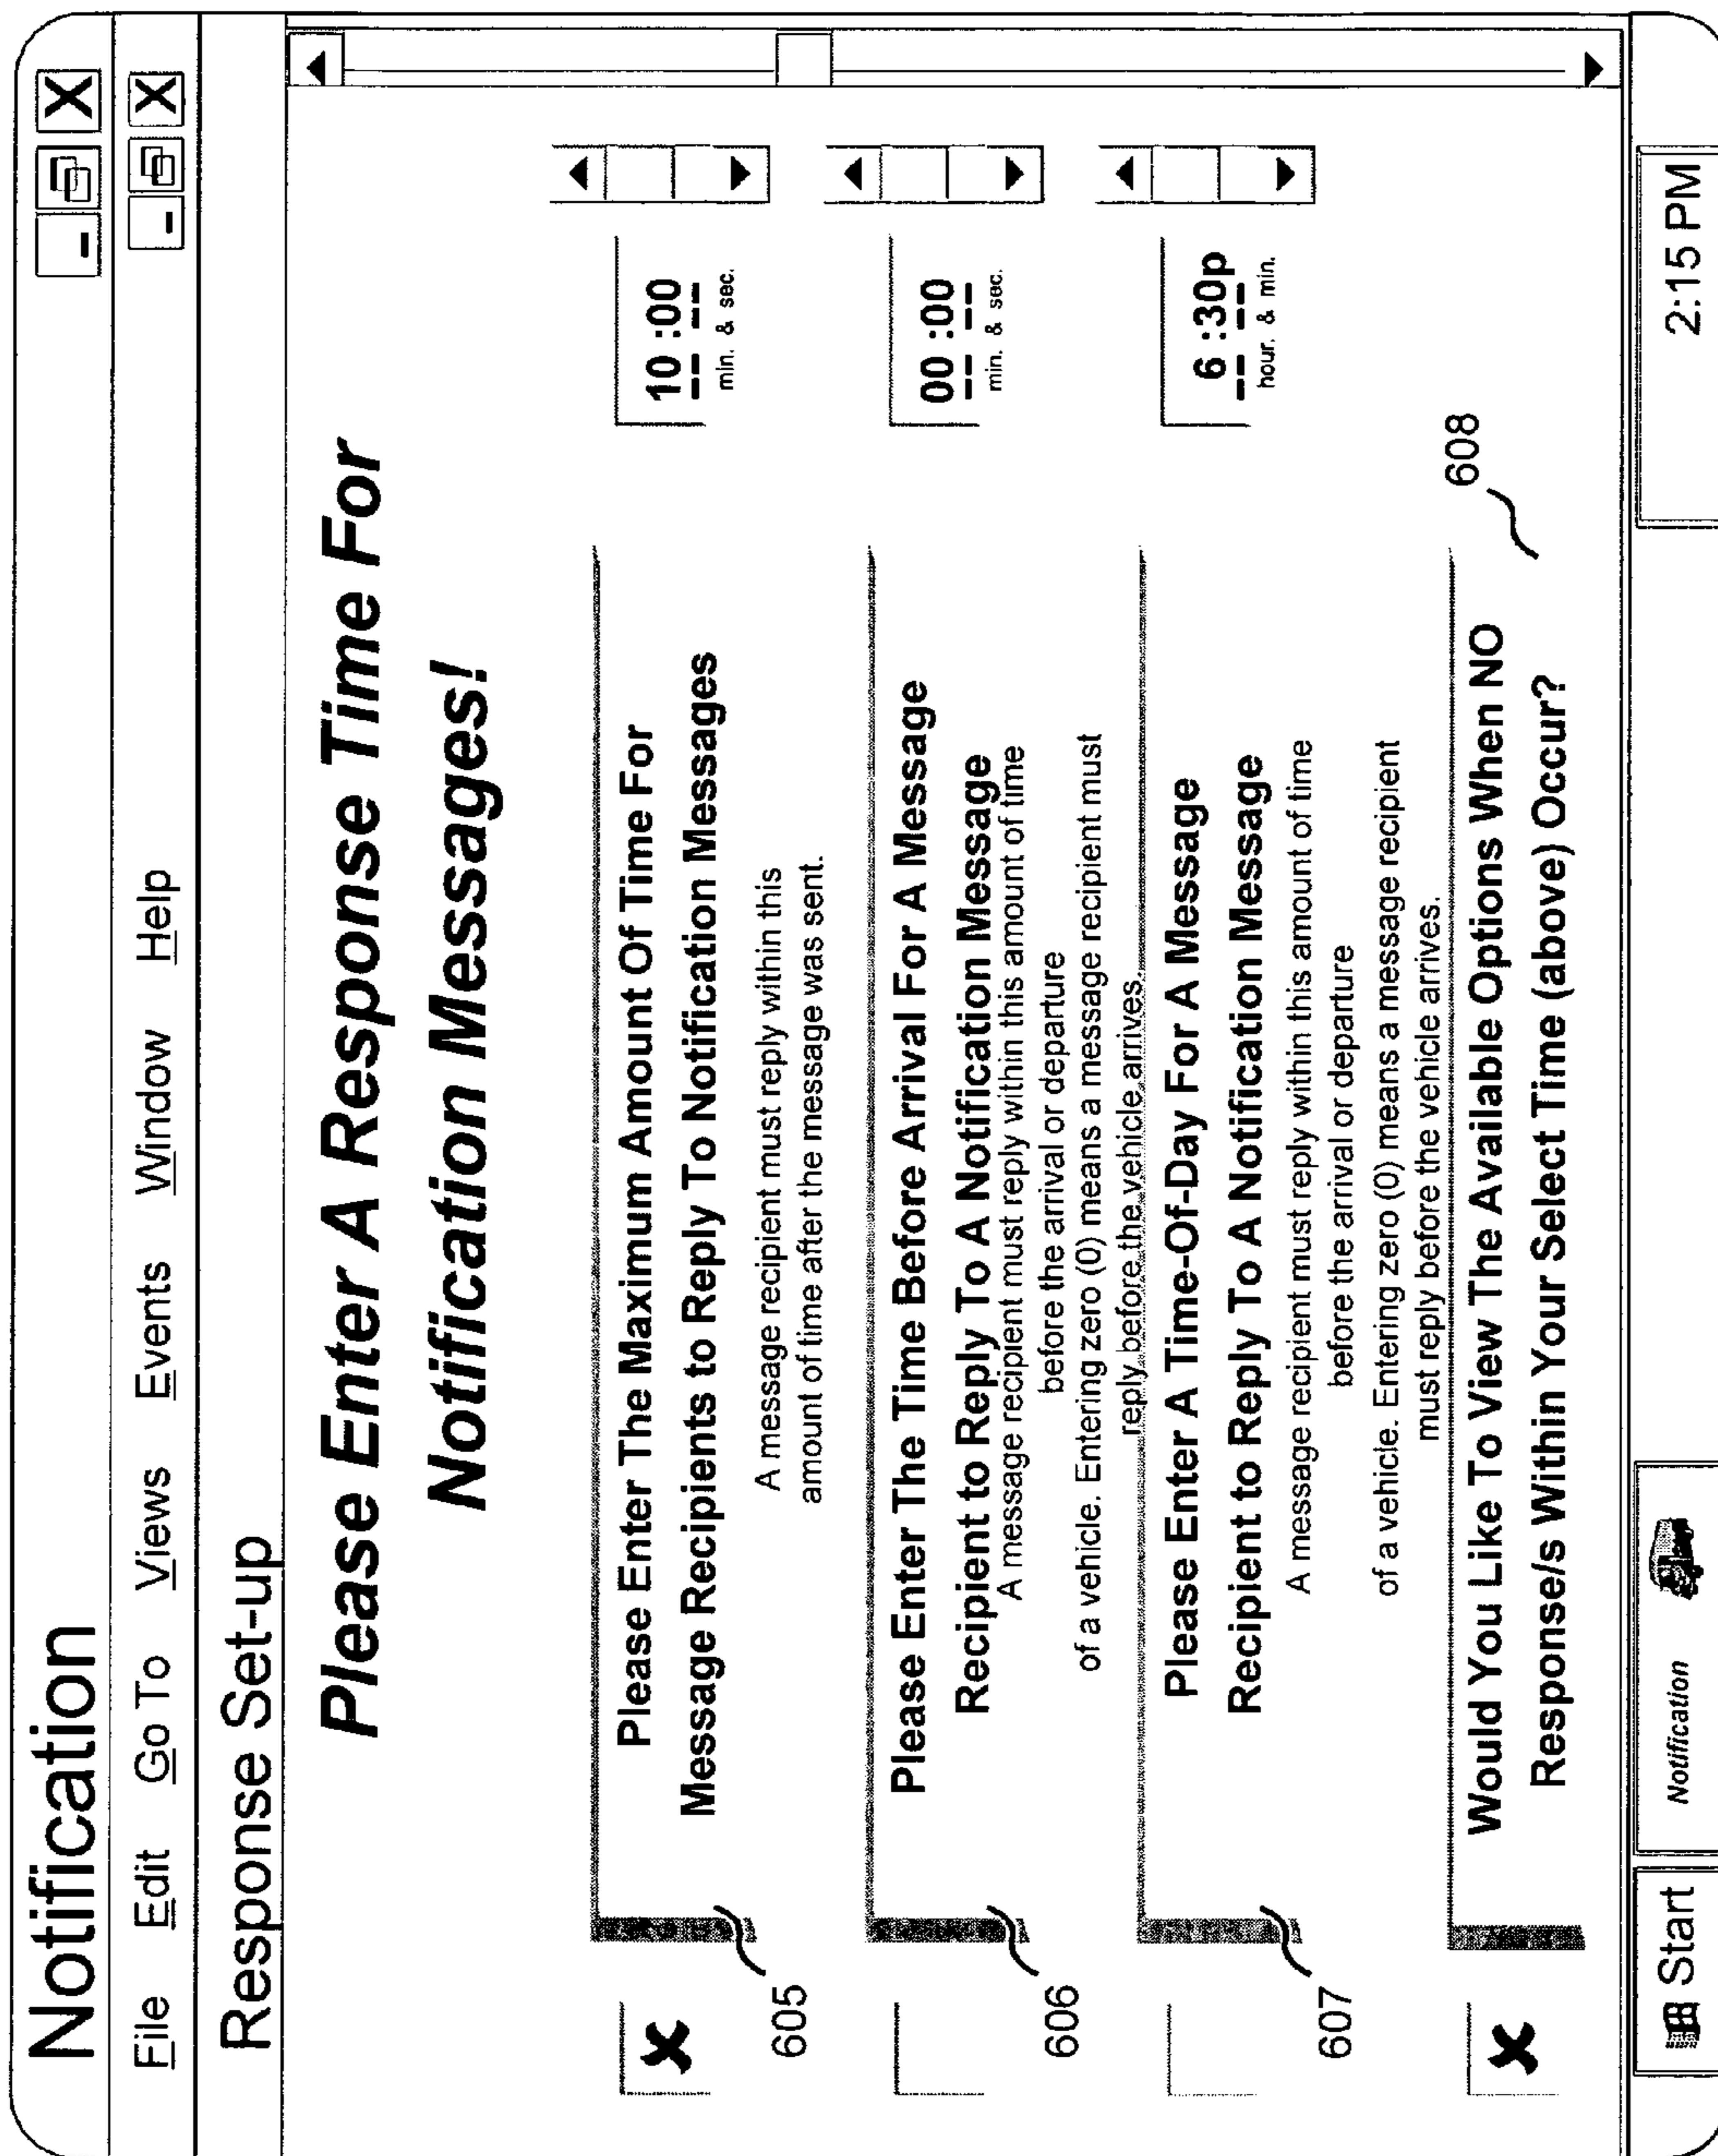 Notification
File Edit Go To Views Events Window Help
Response Set-up
Please Enter A Response Time For
Notification Messages!
Please Enter The Maximum Amount Of Time For
Message Recipients to Reply To Notification Messages
A message recipient must reply within this
amount of time after the message was sent.
10 :00
min. & sec.
605
Please Enter The Time Before Arrival For A Message
Recipient to Reply To A Notification Message
A message recipient must reply within this amount of time
before the arrival or departure
of a vehicle. Entering zero (0) means a message recipient must
reply before the vehicle arrives.
00 :00
min. & sec.
606
Please Enter A Time-Of-Day For A Message
Recipient to Reply To A Notification Message
A message recipient must reply within this amount of time
before the arrival or departure
of a vehicle. Entering zero (0) means a message recipient
must reply before the vehicle arrives.
6 :30p
hour. & min.
607
Would You Like To View The Available Options When NO
Response/s Within Your Select Time (above) Occur?
608
Start
Notification
2:15 PM